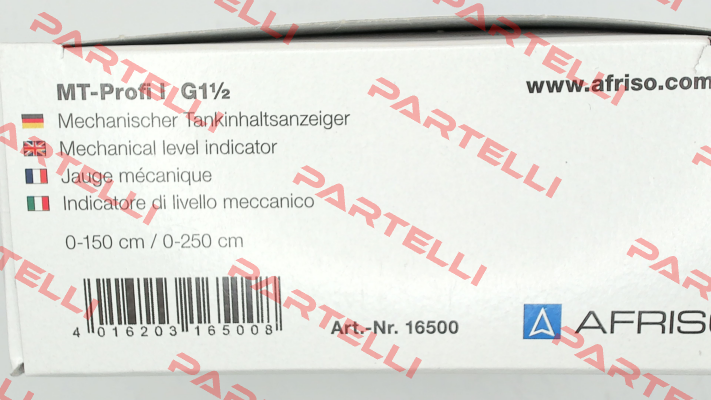 MT-Profil G1½
www.afriso.com
Mechanischer Tankinhaltsanzeiger
Mechanical level indicator
Jauge mécanique
Indicatore di livello meccanico
0-150 cm / 0-250 cm
4 016203 165008
Art.-Nr. 16500
AFRISO
PARTELLI
PARTELLI
PARTELLI
PARTELLI
PARTELLI
PARTELLI
PARTELLI
PARTELLI
PARTELLI